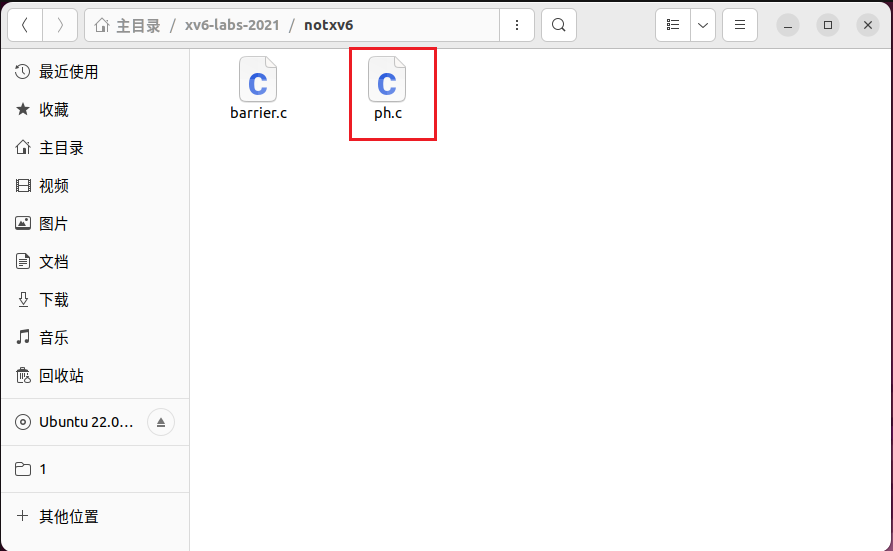 主目录 / xv6-labs-2021 / notxv6
最近使用
收藏
主目录
视频
图片
文档
下载
音乐
回收站
Ubuntu 22.0…
1
其他位置
C
barrier.c
C
ph.c